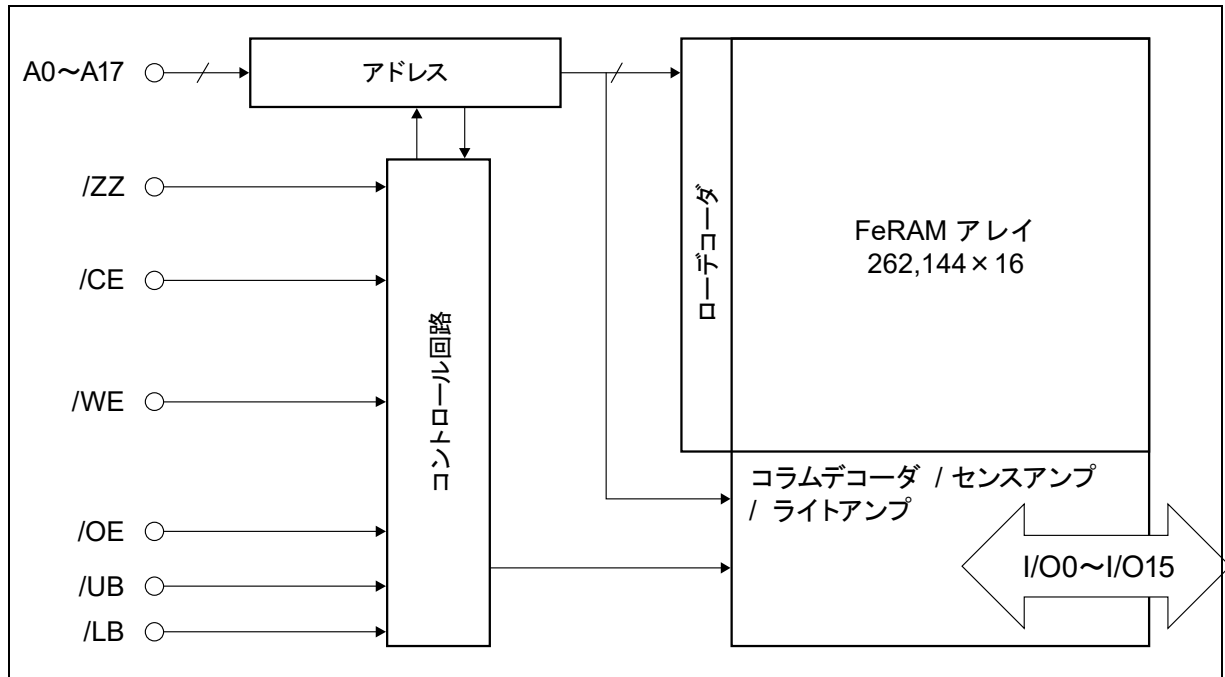 A0～A17
アドレス
/ZZ
/CE
/WE
/OE
/UB
/LB
コントロール回路
ローデコーダ
FeRAM アレイ
262,144×16
コラムデコーダ / センスアンプ
/ ライトアンプ
I/O0～I/O15